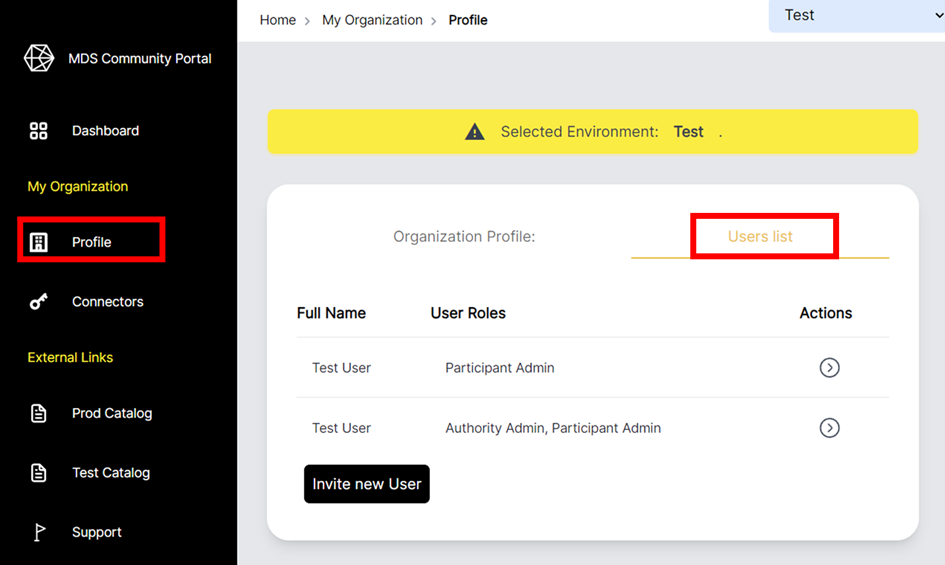 MDS Community Portal
Dashboard
My Organization
Profile
Connectors
External Links
Prod Catalog
Test Catalog
Support
Home > My Organization > Profile
Test
Selected Environment: Test .
Organization Profile:
Users list
Full Name User Roles Actions
Test User Participant Admin
Test User Authority Admin, Participant Admin
Invite new User